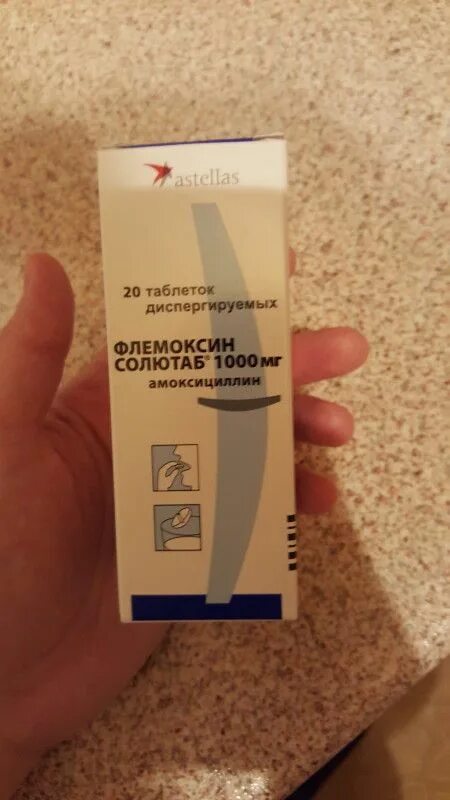 astellas
20 таблеток
диспергируемых
ФЛЕМОКСИН
СОЛЮТАБ® 1000 мг
амоксициллин